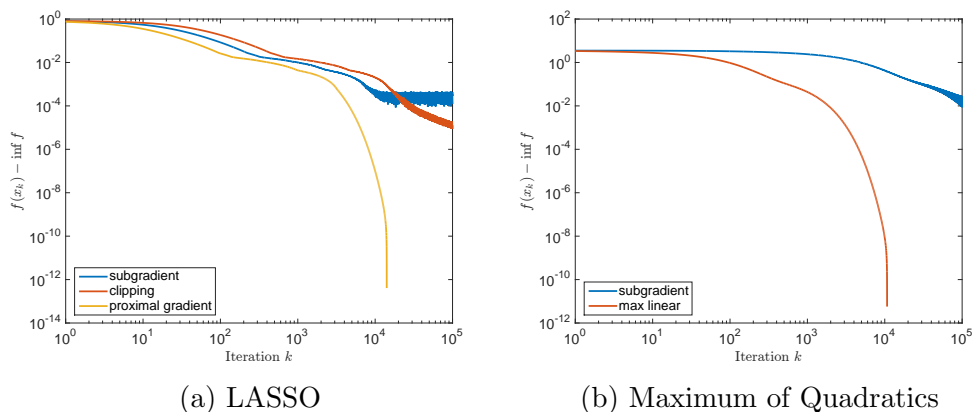 10^0
10^-2
10^-4
10^-6
10^-8
10^-10
10^-12
10^-14
f(x_k) − inf f
subgradient
clipping
proximal gradient
10^0 10^1 10^2 10^3 10^4 10^5
Iteration k
(a) LASSO
10^2
10^0
10^-2
10^-4
10^-6
10^-8
10^-10
10^-12
f(x_k) − inf f
subgradient
max linear
10^0 10^1 10^2 10^3 10^4 10^5
Iteration k
(b) Maximum of Quadratics